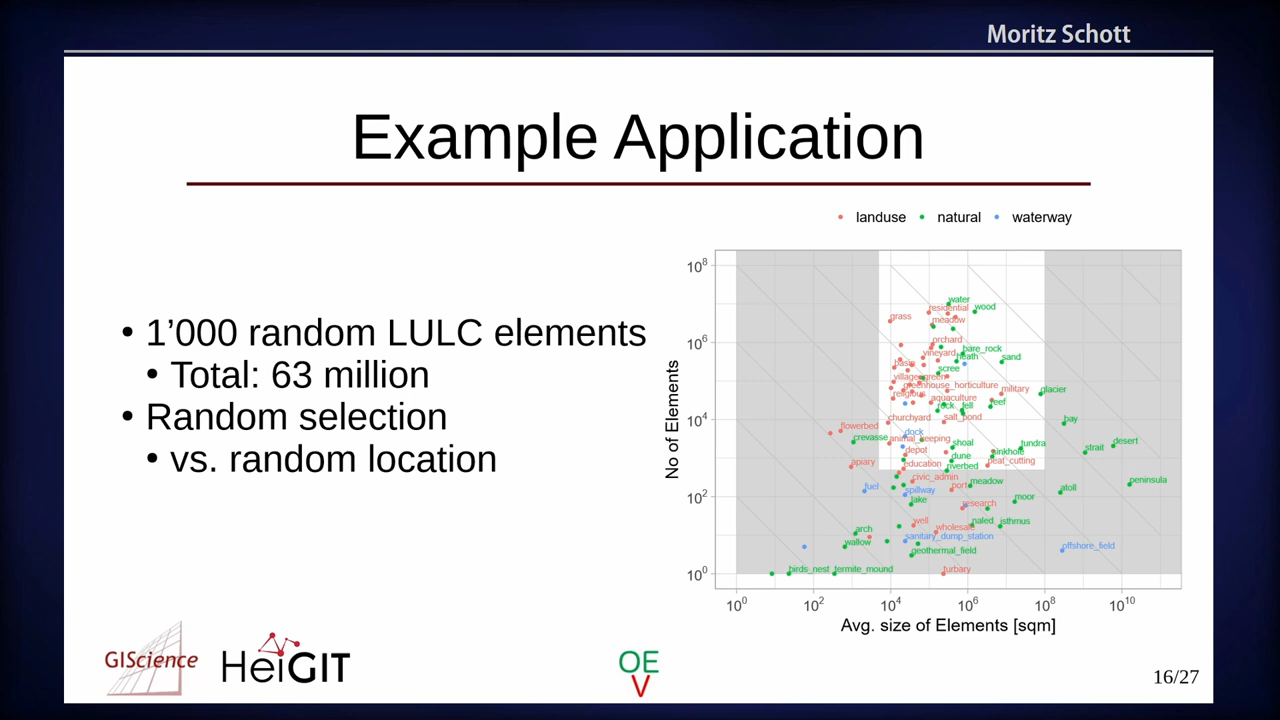 Moritz Schott
Example Application
• 1’000 random LULC elements
• Total: 63 million
• Random selection
• vs. random location
landuse natural waterway
No of Elements
10^8
10^6
10^4
10^2
10^0
water
residential
wood
grass
meadow
orchard
vineyard
bare_rock
heath
sand
basin
scree
village_green
greenhouse_horticulture
military
glacier
religious
aquaculture
rock
fell
reef
churchyard
salt_pond
bay
flowerbed
dock
crevasse
animal_keeping
shoal
tundra
desert
depot
dune
sinkhole
strait
apiary
education
riverbed
peat_cutting
civic_admin
meadow
peninsula
fuel
spillway
port
atoll
lake
research
moor
well
naled
isthmus
arch
wholesale
wallow
sanitary_dump_station
offshore_field
geothermal_field
birds_nest
termite_mound
turbary
10^0 10^2 10^4 10^6 10^8 10^10
Avg. size of Elements [sqm]
GIScience
HeiGIT
OE
V
16/27